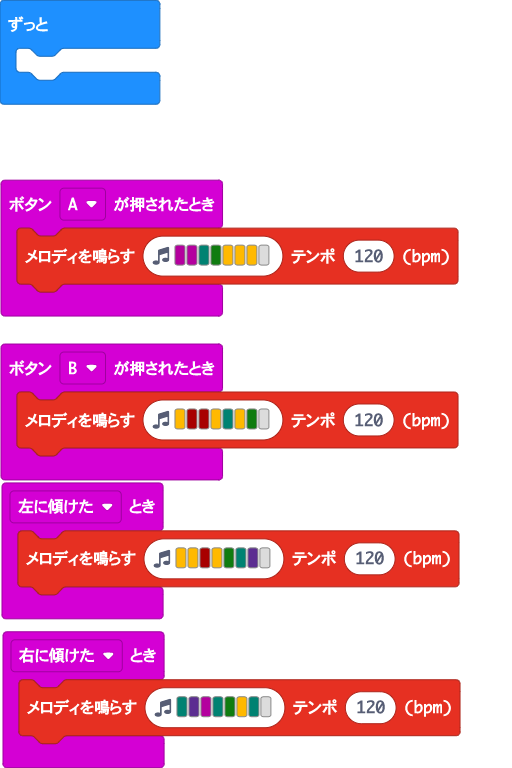 ずっと
ボタン A が押されたとき
メロディを鳴らす テンポ 120 (bpm)
ボタン B が押されたとき
メロディを鳴らす テンポ 120 (bpm)
左に傾けた とき
メロディを鳴らす テンポ 120 (bpm)
右に傾けた とき
メロディを鳴らす テンポ 120 (bpm)